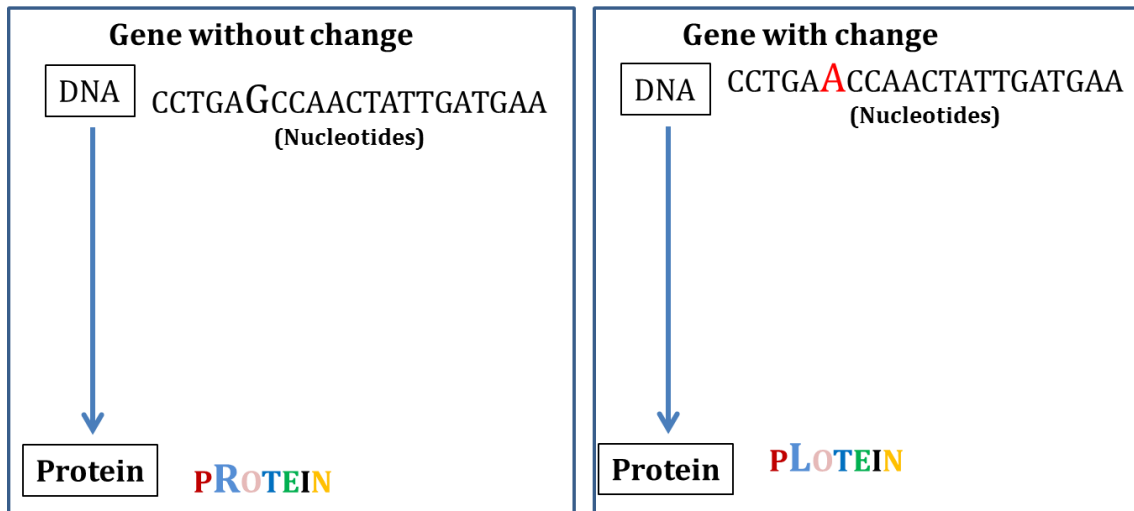 Gene without change
DNA
CCTGAGCCAACTATTGATGAA
(Nucleotides)
Protein
PROTEIN
Gene with change
DNA
CCTGAACCAACTATTGATGAA
(Nucleotides)
Protein
PLOTEIN